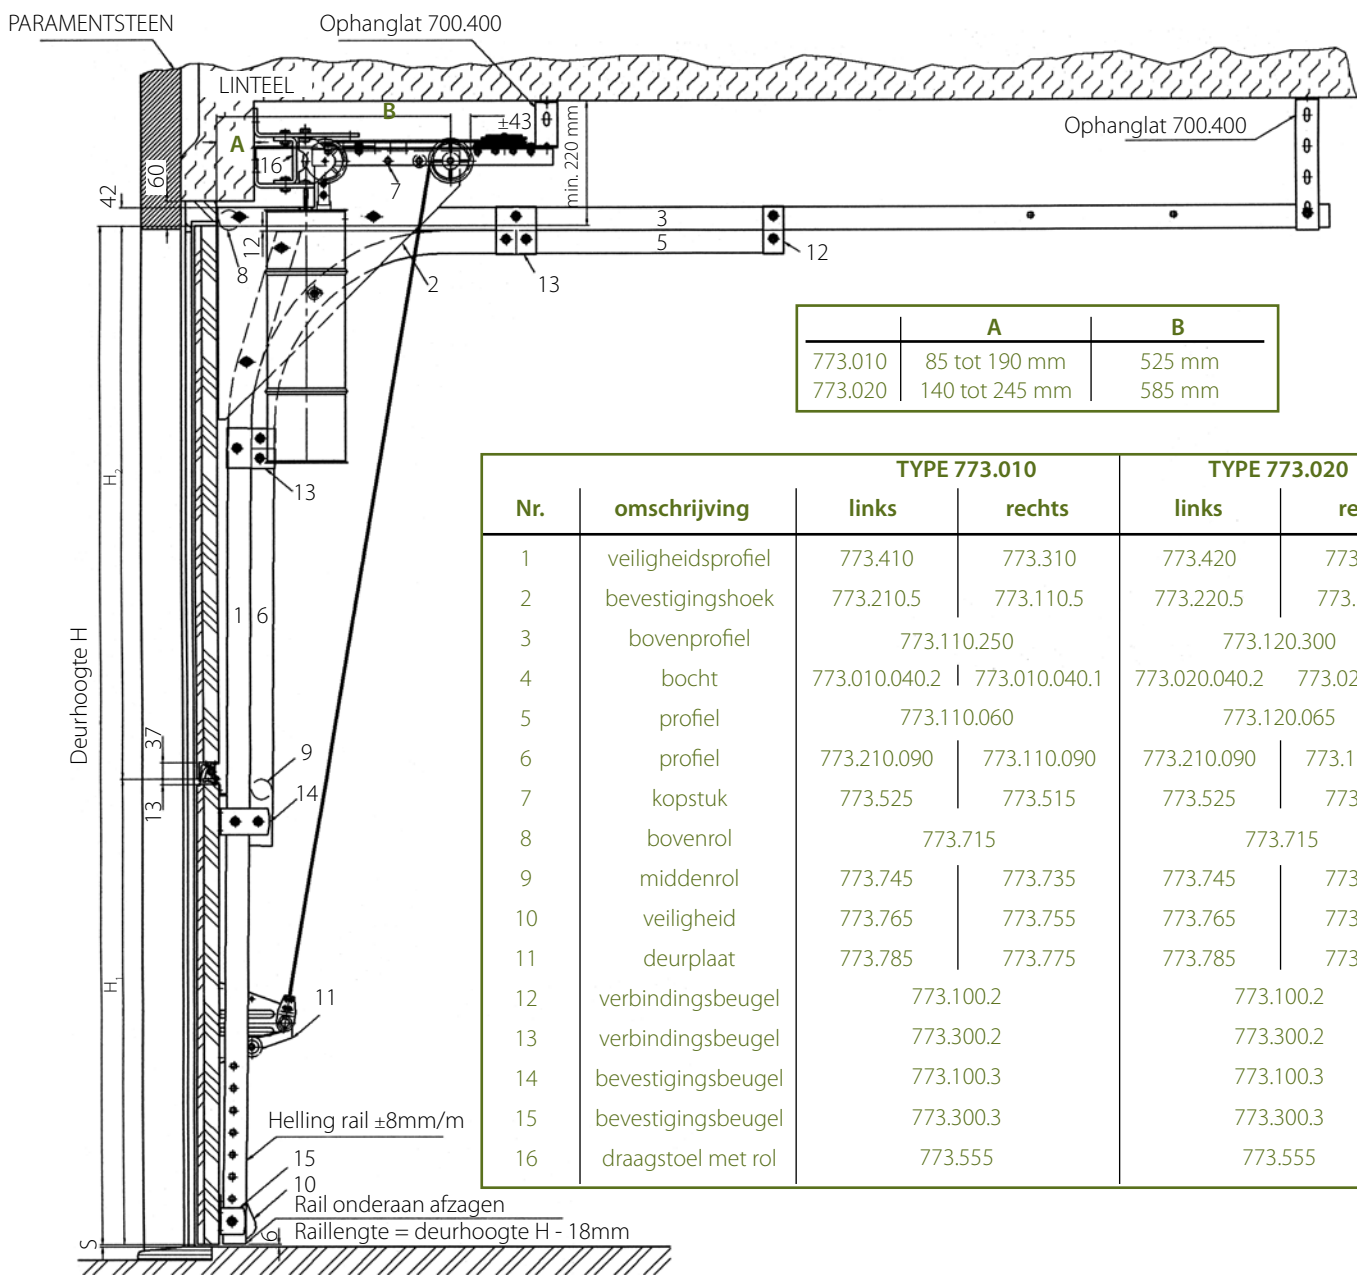 PARAMENTSTEEN
Ophanglat 700.400
LINTEEL
B
±43
A
116
7
min. 220 mm
Ophanglat 700.400
60
42
3
5
12
8
2
13
12
A B
773.010 85 tot 190 mm 525 mm
773.020 140 tot 245 mm 585 mm
H2
13
1
6
Deurhoogte H
37
13
9
14
H1
11
Helling rail ±8mm/m
15
10
Rail onderaan afzagen
Raillengte = deurhoogte H - 18mm
6
S
TYPE 773.010 TYPE 773.020
Nr. omschrijving links rechts links re
1 veiligheidsprofiel 773.410 773.310 773.420 773
2 bevestigingshoek 773.210.5 773.110.5 773.220.5 773.
3 bovenprofiel 773.110.250 773.120.300
4 bocht 773.010.040.2 773.010.040.1 773.020.040.2 773.02
5 profiel 773.110.060 773.120.065
6 profiel 773.210.090 773.110.090 773.210.090 773.1
7 kopstuk 773.525 773.515 773.525 773
8 bovenrol 773.715 773.715
9 middenrol 773.745 773.735 773.745 773
10 veiligheid 773.765 773.755 773.765 773
11 deurplaat 773.785 773.775 773.785 773
12 verbindingsbeugel 773.100.2 773.100.2
13 verbindingsbeugel 773.300.2 773.300.2
14 bevestigingsbeugel 773.100.3 773.100.3
15 bevestigingsbeugel 773.300.3 773.300.3
16 draagstoel met rol 773.555 773.555